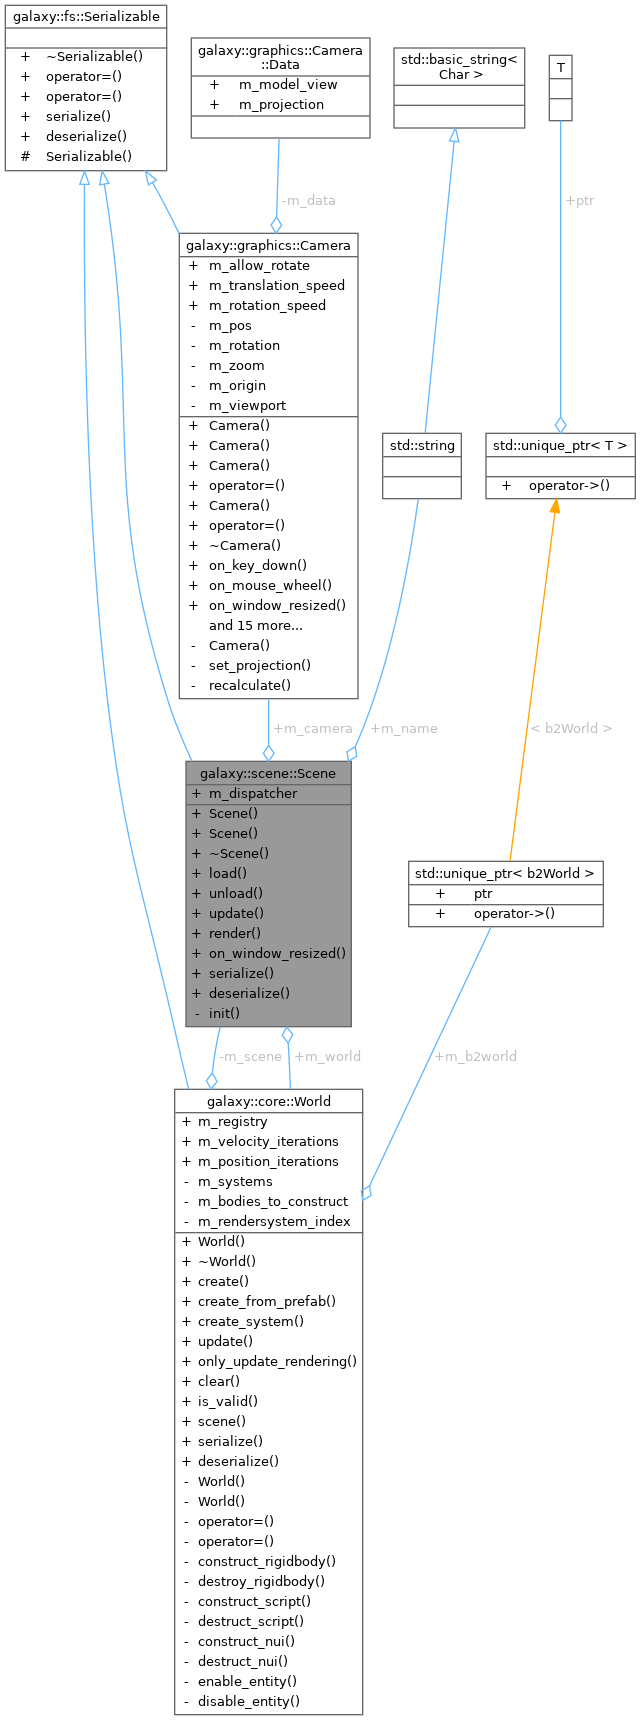 galaxy::fs::Serializable
+ ~Serializable()
+ operator=()
+ operator=()
+ serialize()
+ deserialize()
# Serializable()
galaxy::graphics::Camera
::Data
+ m_model_view
+ m_projection
std::basic_string<
Char >
T
-m_data
+ptr
galaxy::graphics::Camera
+ m_allow_rotate
+ m_translation_speed
+ m_rotation_speed
- m_pos
- m_rotation
- m_zoom
- m_origin
- m_viewport
+ Camera()
+ Camera()
+ Camera()
+ operator=()
+ Camera()
+ operator=()
+ ~Camera()
+ on_key_down()
+ on_mouse_wheel()
+ on_window_resized()
and 15 more...
- Camera()
- set_projection()
- recalculate()
std::string
std::unique_ptr< T >
+ operator->()
+m_camera
+m_name
< b2World >
galaxy::scene::Scene
+ m_dispatcher
+ Scene()
+ Scene()
+ ~Scene()
+ load()
+ unload()
+ update()
+ render()
+ on_window_resized()
+ serialize()
+ deserialize()
- init()
std::unique_ptr< b2World >
+ ptr
+ operator->()
-m_scene
+m_world
+m_b2world
galaxy::core::World
+ m_registry
+ m_velocity_iterations
+ m_position_iterations
- m_systems
- m_bodies_to_construct
- m_rendersystem_index
+ World()
+ ~World()
+ create()
+ create_from_prefab()
+ create_system()
+ update()
+ only_update_rendering()
+ clear()
+ is_valid()
+ scene()
+ serialize()
+ deserialize()
- World()
- World()
- operator=()
- operator=()
- construct_rigidbody()
- destroy_rigidbody()
- construct_script()
- destruct_script()
- construct_nui()
- destruct_nui()
- enable_entity()
- disable_entity()